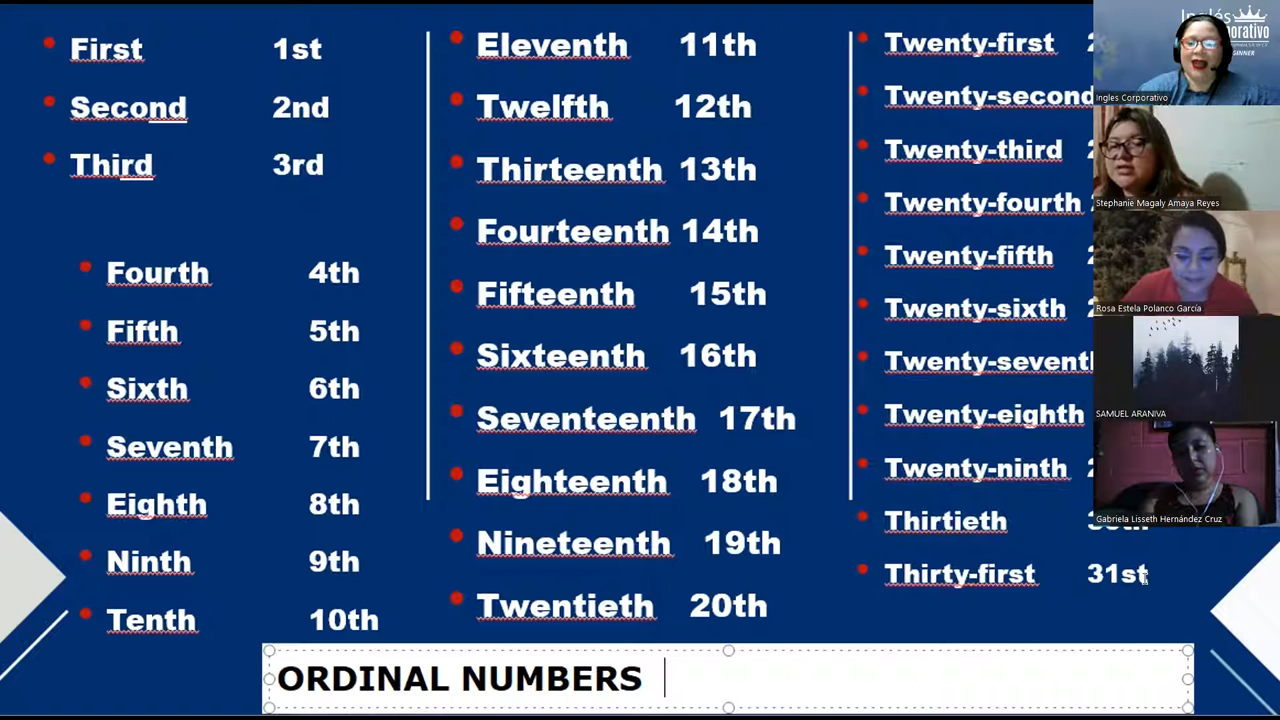 First 1st
Second 2nd
Third 3rd
Fourth 4th
Fifth 5th
Sixth 6th
Seventh 7th
Eighth 8th
Ninth 9th
Tenth 10th
Eleventh 11th
Twelfth 12th
Thirteenth 13th
Fourteenth 14th
Fifteenth 15th
Sixteenth 16th
Seventeenth 17th
Eighteenth 18th
Nineteenth 19th
Twentieth 20th
Twenty-first
Twenty-second
Twenty-third
Twenty-fourth
Twenty-fifth
Twenty-sixth
Twenty-seventh
Twenty-eighth
Twenty-ninth
Thirtieth
Thirty-first 31st
ORDINAL NUMBERS
Ingles Corporativo
Stephanie Magaly Amaya Reyes
Rosa Estela Polanco García
SAMUEL ARANIVA
Gabriela Lisseth Hernández Cruz